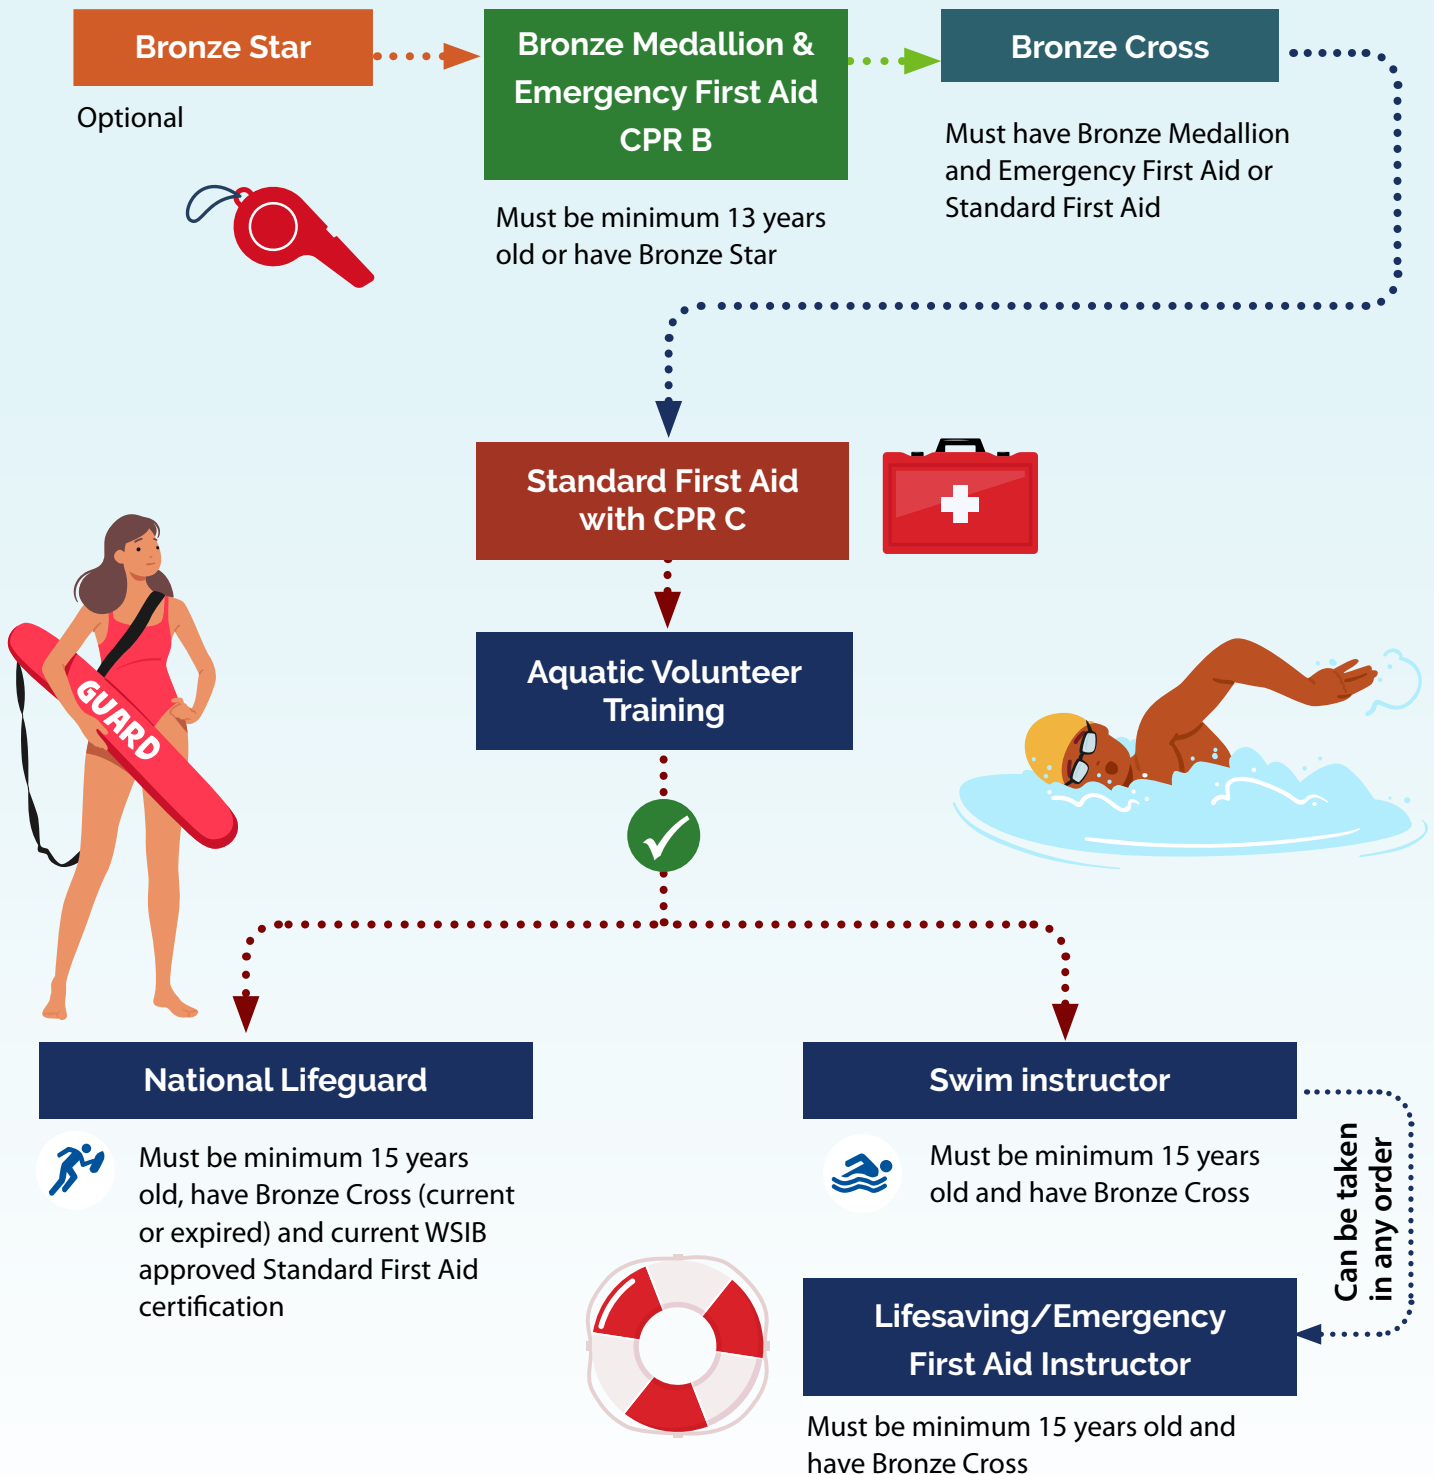 Bronze Star
Optional
Bronze Medallion &
Emergency First Aid
CPR B
Must be minimum 13 years
old or have Bronze Star
Bronze Cross
Must have Bronze Medallion
and Emergency First Aid or
Standard First Aid
Standard First Aid
with CPR C
Aquatic Volunteer
Training
GUARD
National Lifeguard
Must be minimum 15 years
old, have Bronze Cross (current
or expired) and current WSIB
approved Standard First Aid
certification
Swim instructor
Must be minimum 15 years
old and have Bronze Cross
Can be taken
in any order
Lifesaving/Emergency
First Aid Instructor
Must be minimum 15 years old and
have Bronze Cross